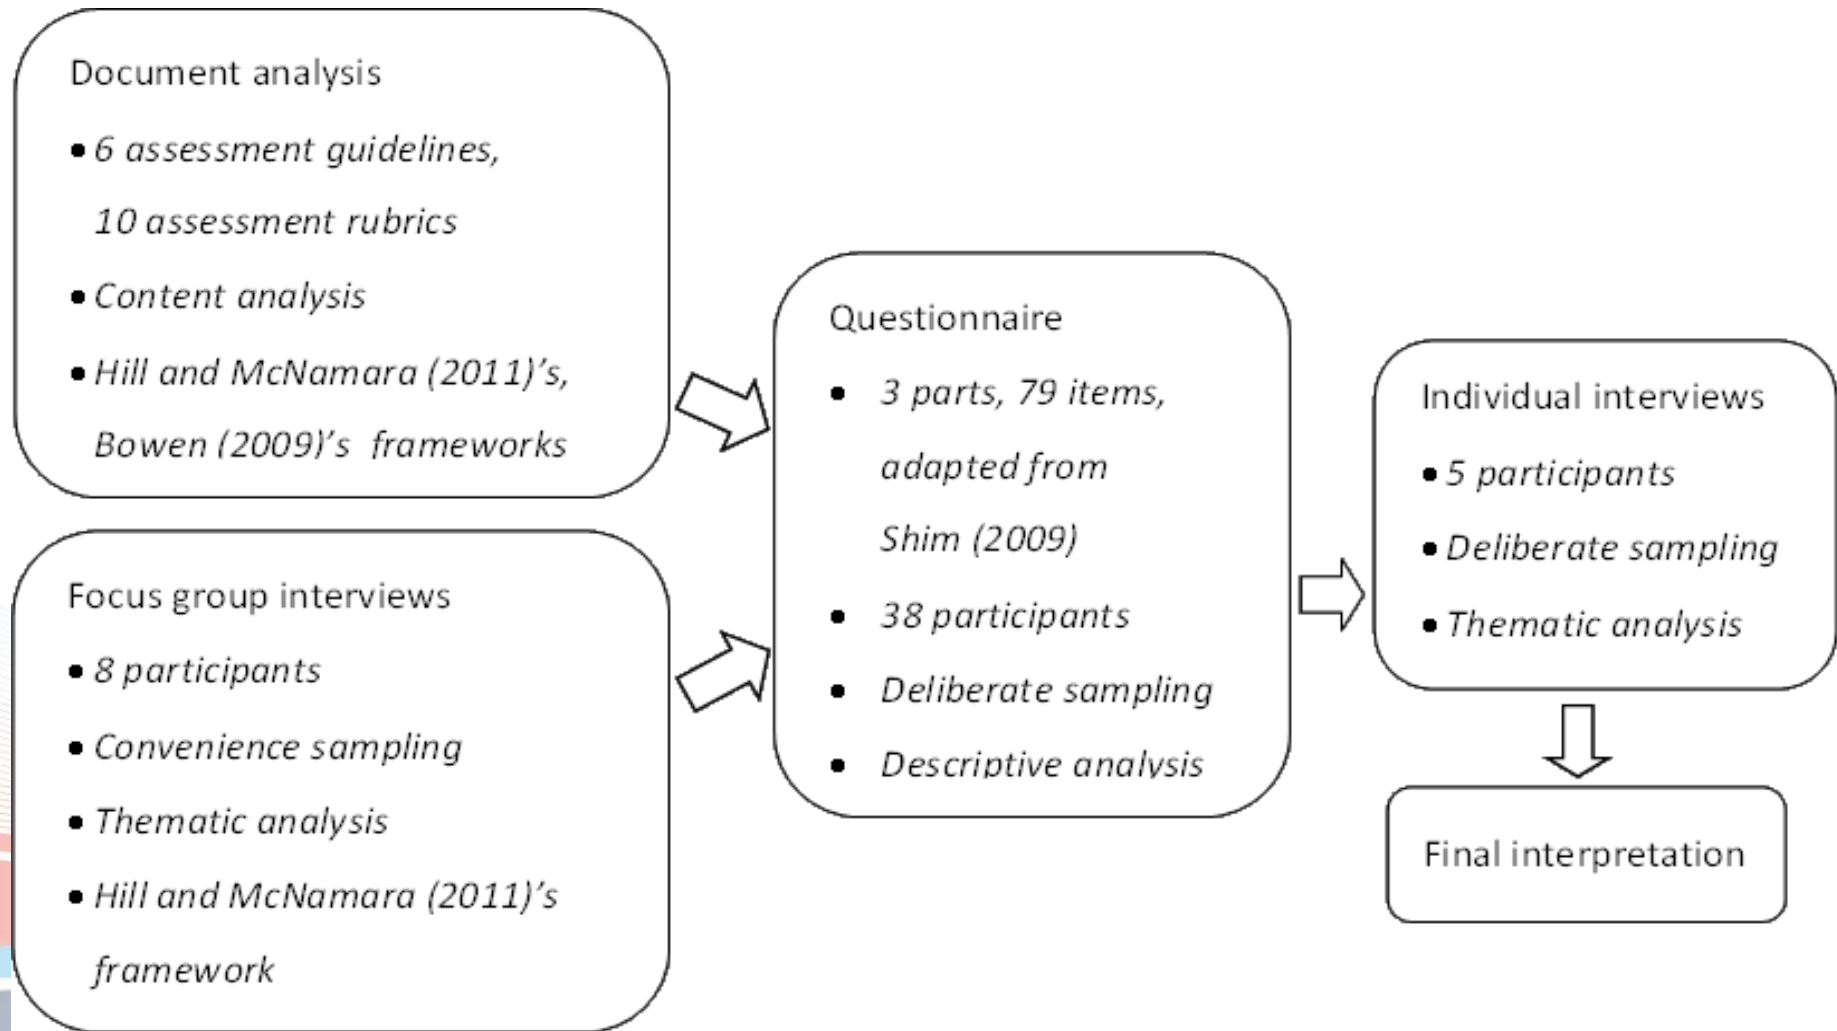 Document analysis
• 6 assessment guidelines,
10 assessment rubrics
• Content analysis
• Hill and McNamara (2011)’s,
Bowen (2009)’s frameworks
Focus group interviews
• 8 participants
• Convenience sampling
• Thematic analysis
• Hill and McNamara (2011)’s
framework
Questionnaire
• 3 parts, 79 items,
adapted from
Shim (2009)
• 38 participants
• Deliberate sampling
• Descriptive analysis
Individual interviews
• 5 participants
• Deliberate sampling
• Thematic analysis
Final interpretation